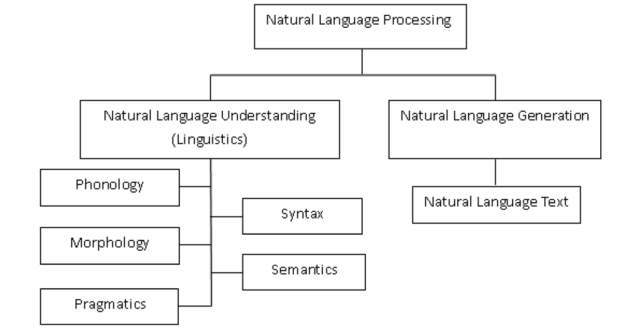 Natural Language Processing
Natural Language Understanding
(Linguistics)
Natural Language Generation
Phonology
Natural Language Text
Syntax
Morphology
Semantics
Pragmatics